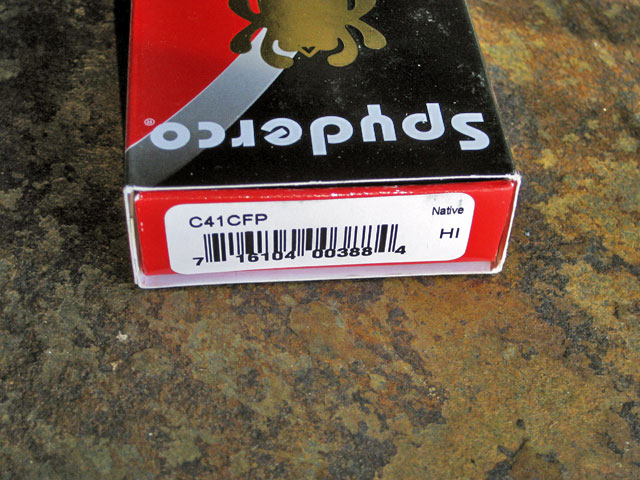 Spyderco®
C41CFP
Native
HI
7 16104 00388 4